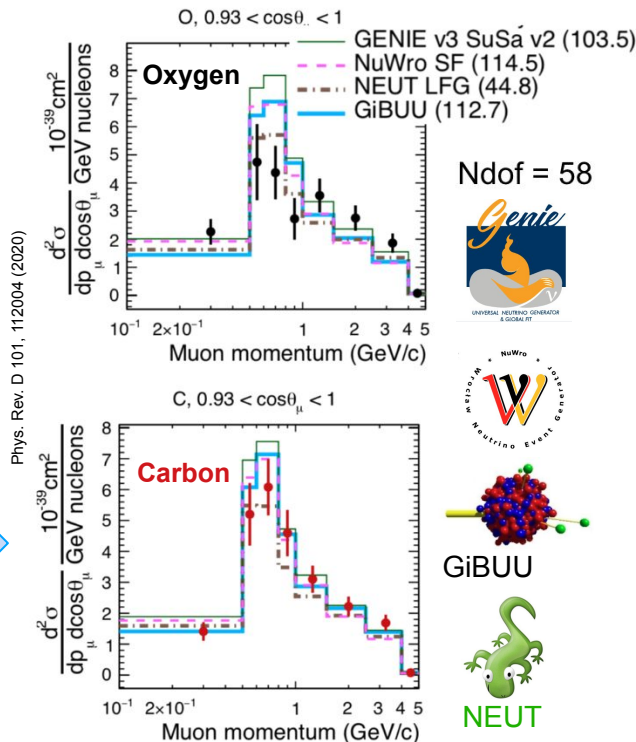 O, 0.93 < cosθ.. < 1
GENIE v3 SuSa v2 (103.5)
NuWro SF (114.5)
NEUT LFG (44.8)
GiBUU (112.7)
Oxygen
d²σ
dp_μ dcosθ_μ
10⁻³⁹cm²
GeV nucleons
8
7
6
5
4
3
2
1
0
10⁻¹ 2×10⁻¹ 1 2 3 4 5
Muon momentum (GeV/c)
Ndof = 58
Genie
UNIVERSAL NEUTRINO GENERATOR
& GLOBAL FIT
NuWro
Wrocław Neutrino Event Generator
GiBUU
NEUT
Phys. Rev. D 101, 112004 (2020)
C, 0.93 < cosθ_μ < 1
Carbon
d²σ
dp_μ dcosθ_μ
10⁻³⁹cm²
GeV nucleons
8
7
6
5
4
3
2
1
0
10⁻¹ 2×10⁻¹ 1 2 3 4 5
Muon momentum (GeV/c)